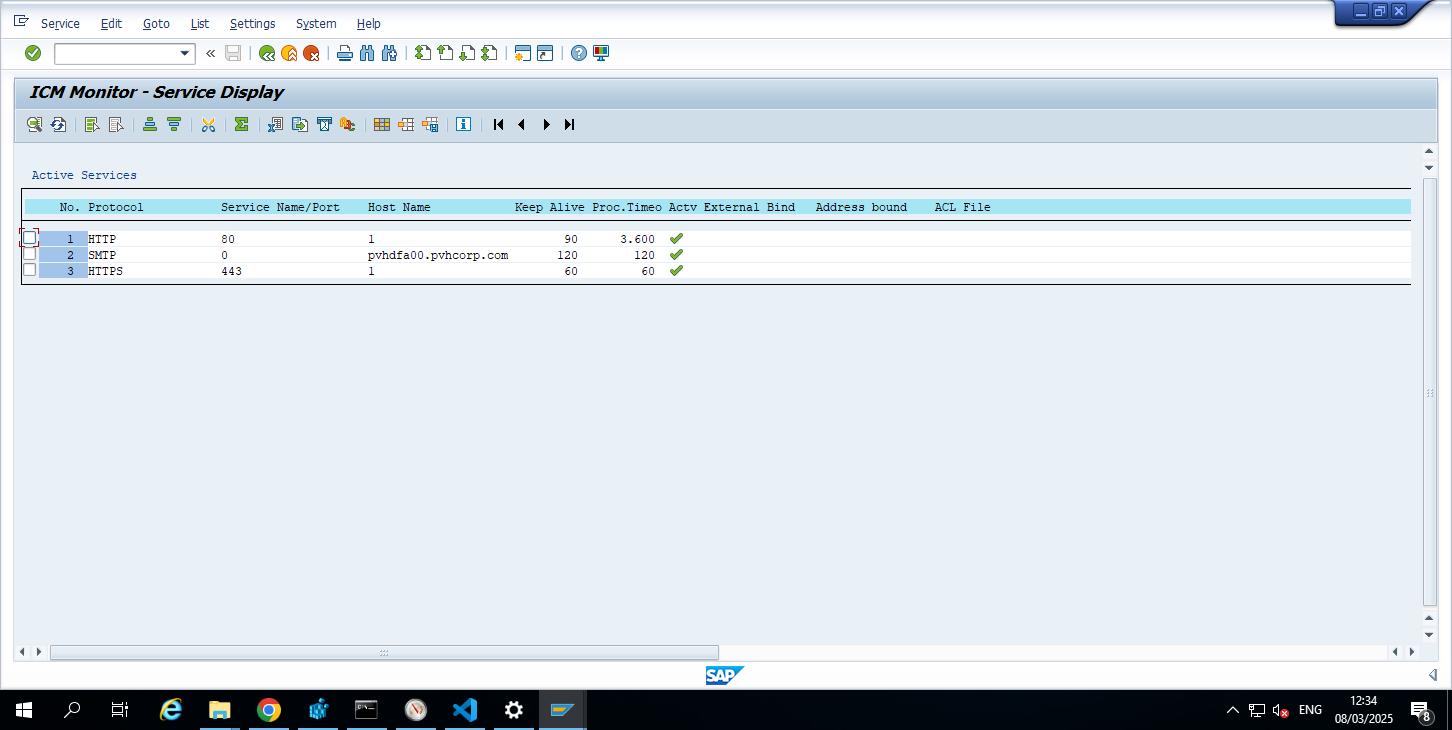 Service Edit Goto List Settings System Help
ICM Monitor - Service Display
Active Services
No. Protocol Service Name/Port Host Name Keep Alive Proc.Timeo Actv External Bind Address bound ACL File
1 HTTP 80 1 90 3.600
2 SMTP 0 pvhdfa00.pvhcorp.com 120 120
3 HTTPS 443 1 60 60
SAP
ENG
12:34
08/03/2025
8